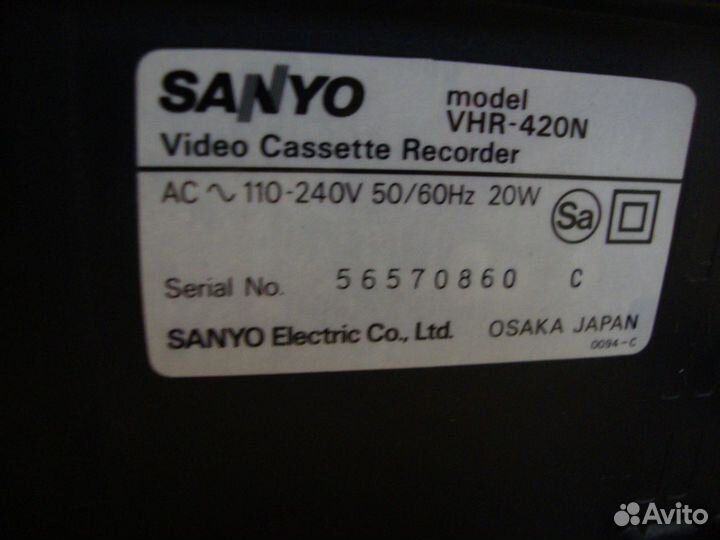 SANYO
model
VHR-420N
Video Cassette Recorder
AC ∿ 110-240V 50/60Hz 20W
Sa
Serial No. 56570860 C
SANYO Electric Co., Ltd. OSAKA JAPAN
0094-C
Avito